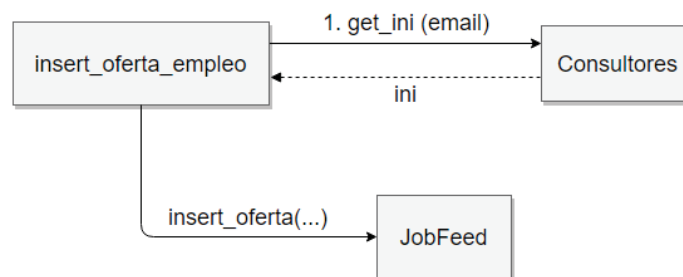 1. get_ini (email)
insert_oferta_empleo
Consultores
ini
insert_oferta(...)
JobFeed